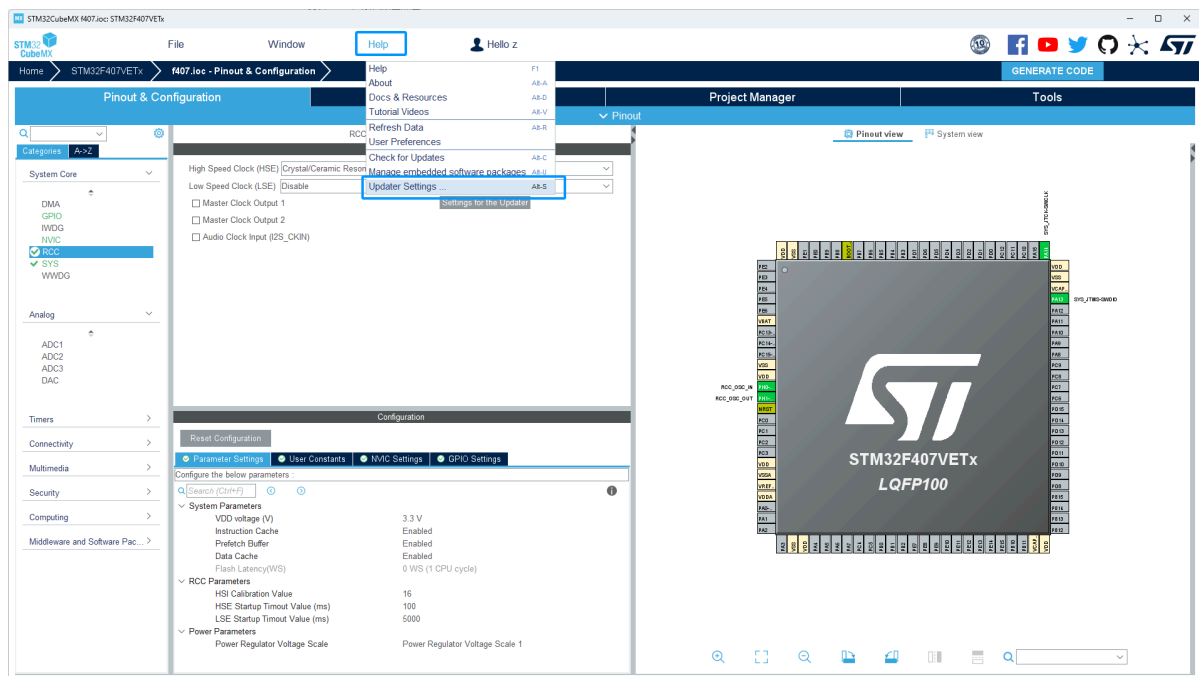 STM32CubeMX f407.ioc: STM32F407VETx
STM32 CubeMX
File Window Help Hello z
Home STM32F407VETx f407.ioc - Pinout & Configuration GENERATE CODE
Help F1
About Alt-A
Docs & Resources Alt-D
Tutorial Videos Alt-V
Refresh Data Alt-R
User Preferences
Check for Updates Alt-C
Manage embedded software packages Alt-U
Updater Settings ... Alt-S
Settings for the Updater
Pinout & Configuration Project Manager Tools
Pinout
Categories A->Z
System Core
DMA
GPIO
IWDG
NVIC
RCC
SYS
WWDG
Analog
ADC1
ADC2
ADC3
DAC
Timers
Connectivity
Multimedia
Security
Computing
Middleware and Software Pac...
High Speed Clock (HSE) Crystal/Ceramic Reson
Low Speed Clock (LSE) Disable
Master Clock Output 1
Master Clock Output 2
Audio Clock Input (I2S_CKIN)
Configuration
Reset Configuration
Parameter Settings User Constants NVIC Settings GPIO Settings
Configure the below parameters :
Search (Ctrl+F)
System Parameters
VDD voltage (V) 3.3 V
Instruction Cache Enabled
Prefetch Buffer Enabled
Data Cache Enabled
Flash Latency(WS) 0 WS (1 CPU cycle)
RCC Parameters
HSI Calibration Value 16
HSE Startup Timout Value (ms) 100
LSE Startup Timout Value (ms) 5000
Power Parameters
Power Regulator Voltage Scale Power Regulator Voltage Scale 1
Pinout view System view
SYS_JTCK-SWCLK
SYS_JTMS-SWDIO
RCC_OSC_IN
RCC_OSC_OUT
STM32F407VETx
LQFP100